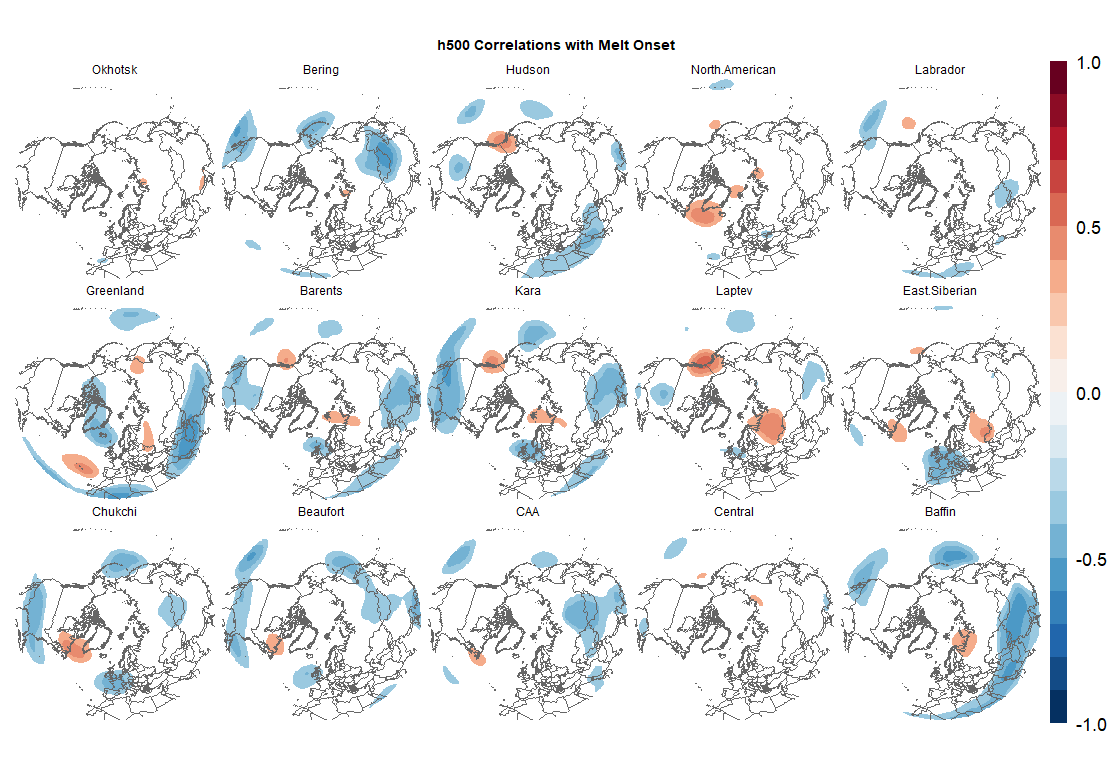 h500 Correlations with Melt Onset
Okhotsk Bering Hudson North.American Labrador
Greenland Barents Kara Laptev East.Siberian
Chukchi Beaufort CAA Central Baffin
1.0
0.5
0.0
-0.5
-1.0